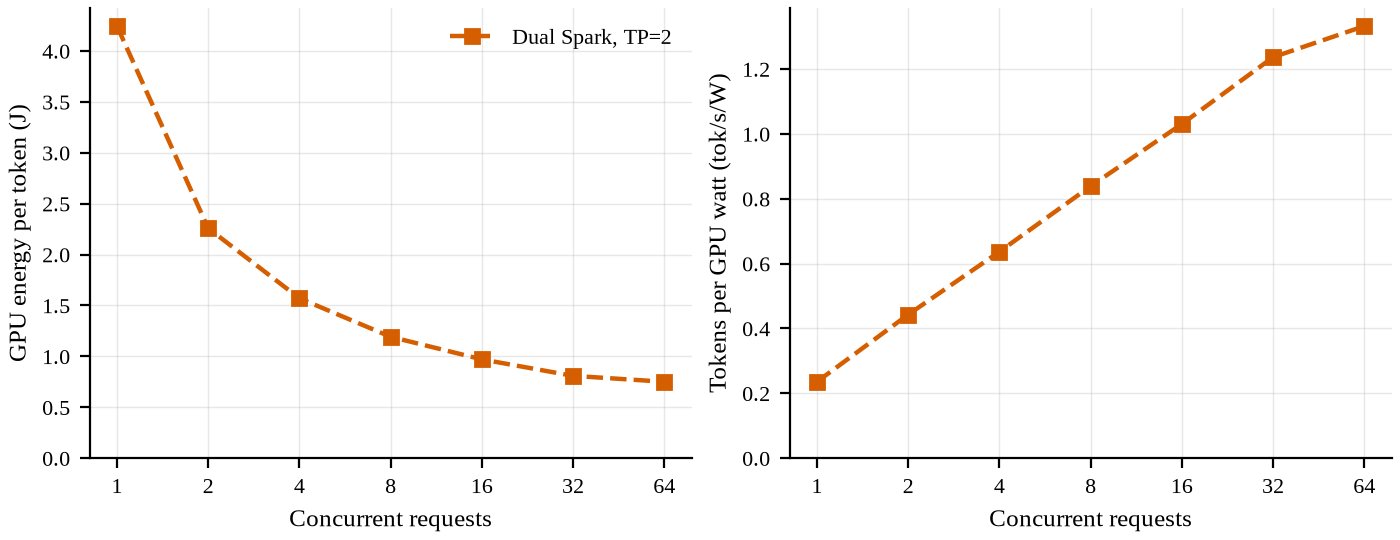 Dual Spark, TP=2
GPU energy per token (J)
4.0
3.5
3.0
2.5
2.0
1.5
1.0
0.5
0.0
1 2 4 8 16 32 64
Concurrent requests
Tokens per GPU watt (tok/s/W)
1.2
1.0
0.8
0.6
0.4
0.2
0.0
1 2 4 8 16 32 64
Concurrent requests